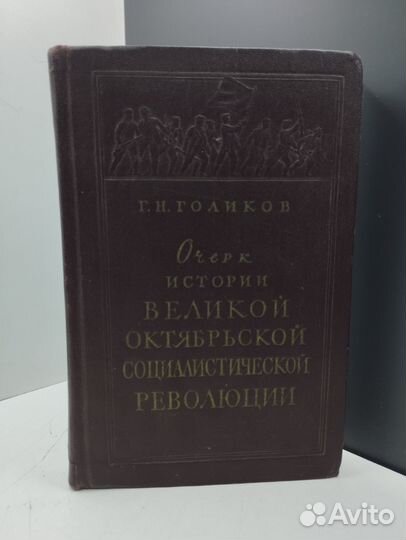 Г.Н.ГОЛИКОВ
Очерк
ИСТОРИИ
ВЕЛИКОЙ
ОКТЯБРЬСКОЙ
СОЦИАЛИСТИЧЕСКОЙ
РЕВОЛЮЦИИ
Avito